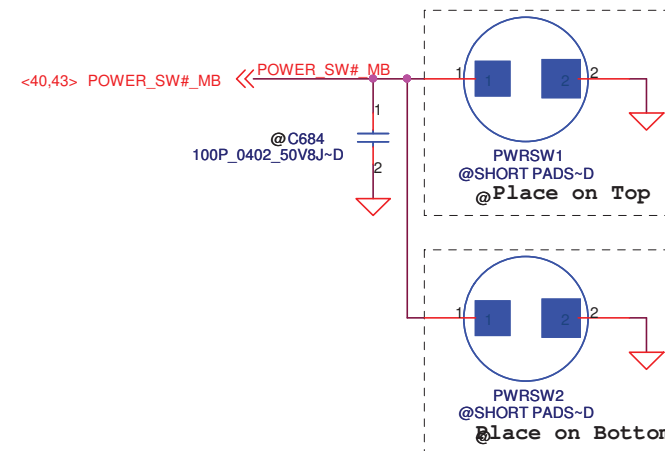 <40,43> POWER_SW#_MB
POWER_SW#_MB
1
1
2
2
1
@C684
100P_0402_50V8J~D
2
PWRSW1
@SHORT PADS~D
@Place on Top
1
1
2
2
PWRSW2
@SHORT PADS~D
@Place on Bottom